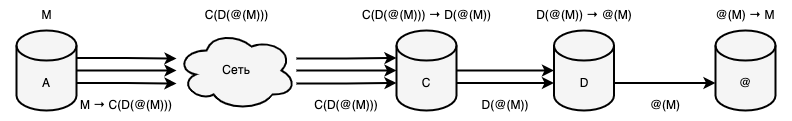 M
C(D(@(M)))
C(D(@(M))) → D(@(M))
D(@(M)) → @(M)
@(M) → M
A
Сеть
C
D
@
M → C(D(@(M)))
C(D(@(M)))
D(@(M))
@(M)